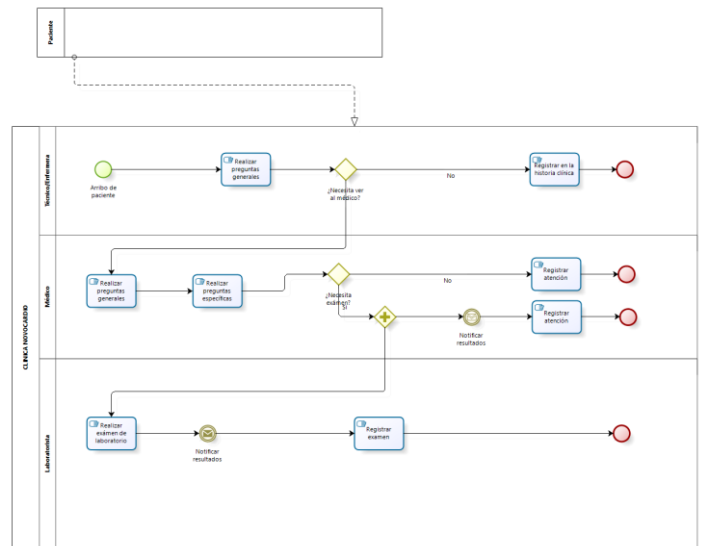 Paciente
CLINICA NOVOCARDIO
Técnico/Enfermera
Arribo de
paciente
Realizar
preguntas
generales
¿Necesita ver
al médico?
No
Registrar en la
historia clínica
Médico
Realizar
preguntas
generales
Realizar
preguntas
específicas
¿Necesita
exámen?
Sí
No
Registrar
atención
Notificar
resultados
Registrar
atención
Laboratorista
Realizar
exámen de
laboratorio
Notificar
resultados
Registrar
examen